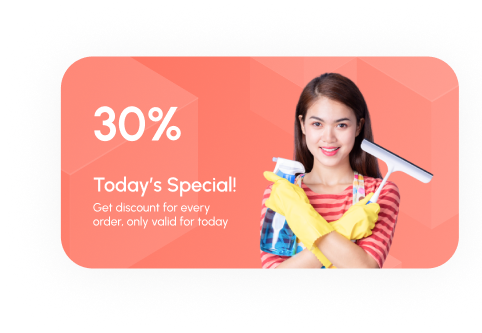 30%
Today's Special!
Get discount for every
order, only valid for today